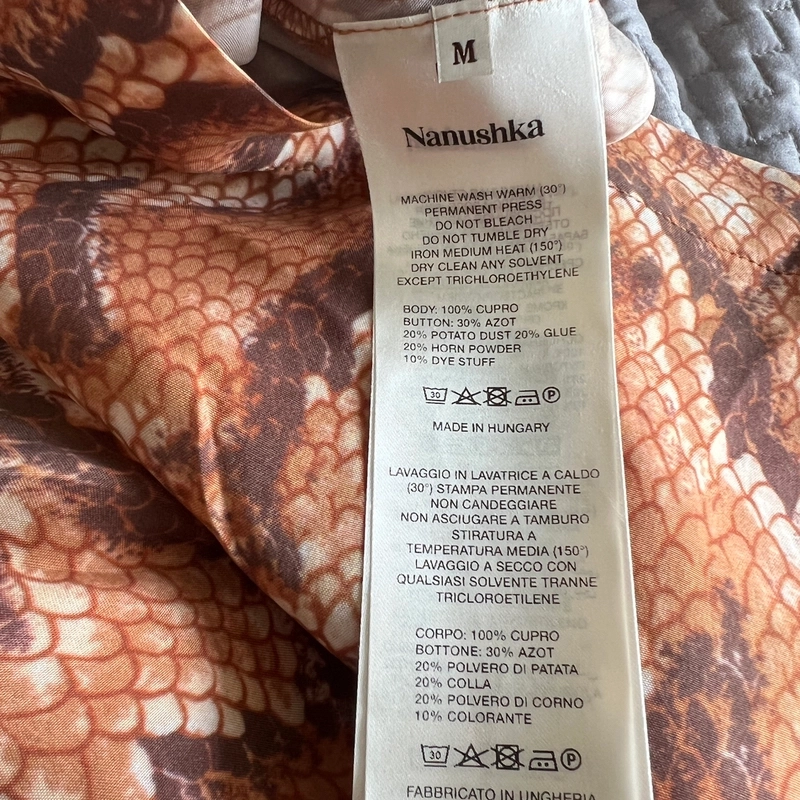 M
Nanushka
MACHINE WASH WARM (30°)
PERMANENT PRESS
DO NOT BLEACH
DO NOT TUMBLE DRY
IRON MEDIUM HEAT (150°)
DRY CLEAN ANY SOLVENT
EXCEPT TRICHLOROETHYLENE
BODY: 100% CUPRO
BUTTON: 30% AZOT
20% POTATO DUST 20% GLUE
20% HORN POWDER
10% DYE STUFF
30 P
MADE IN HUNGARY
LAVAGGIO IN LAVATRICE A CALDO
(30°) STAMPA PERMANENTE
NON CANDEGGIARE
NON ASCIUGARE A TAMBURO
STIRATURA A
TEMPERATURA MEDIA (150°)
LAVAGGIO A SECCO CON
QUALSIASI SOLVENTE TRANNE
TRICLOROETILENE
CORPO: 100% CUPRO
BOTTONE: 30% AZOT
20% POLVERO DI PATATA
20% COLLA
20% POLVERO DI CORNO
10% COLORANTE
30 P
FABBRICATO IN UNGHERIA